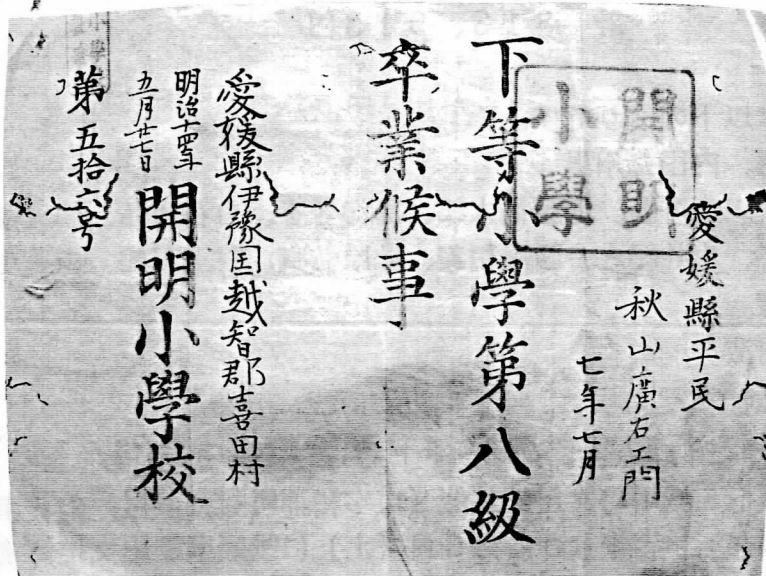 愛媛縣平民
秋山廣右エ門
七年七月
下等小學第八級
卒業候事
愛媛縣伊豫国越智郡喜田村
明治十四年
五月廿七日
開明小學校
第五拾六号
開明
小學